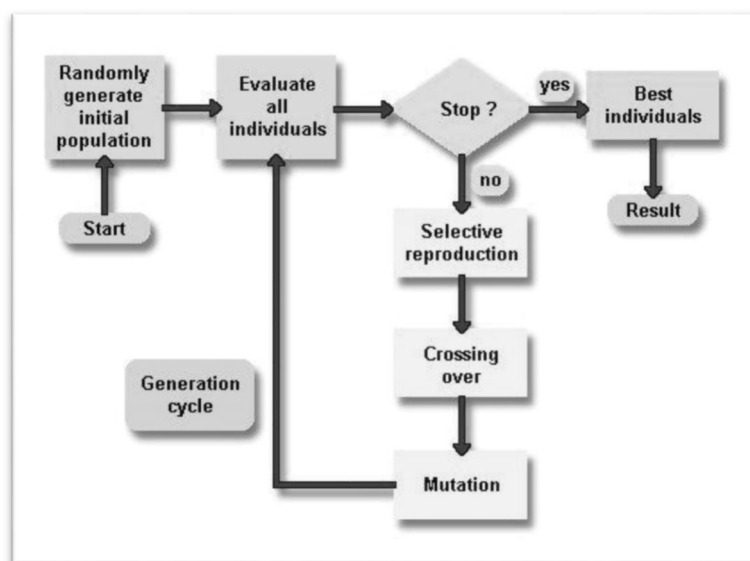 Randomly
generate
initial
population
Evaluate
all
individuals
Stop ?
yes
Best
individuals
no
Start
Result
Selective
reproduction
Crossing
over
Generation
cycle
Mutation